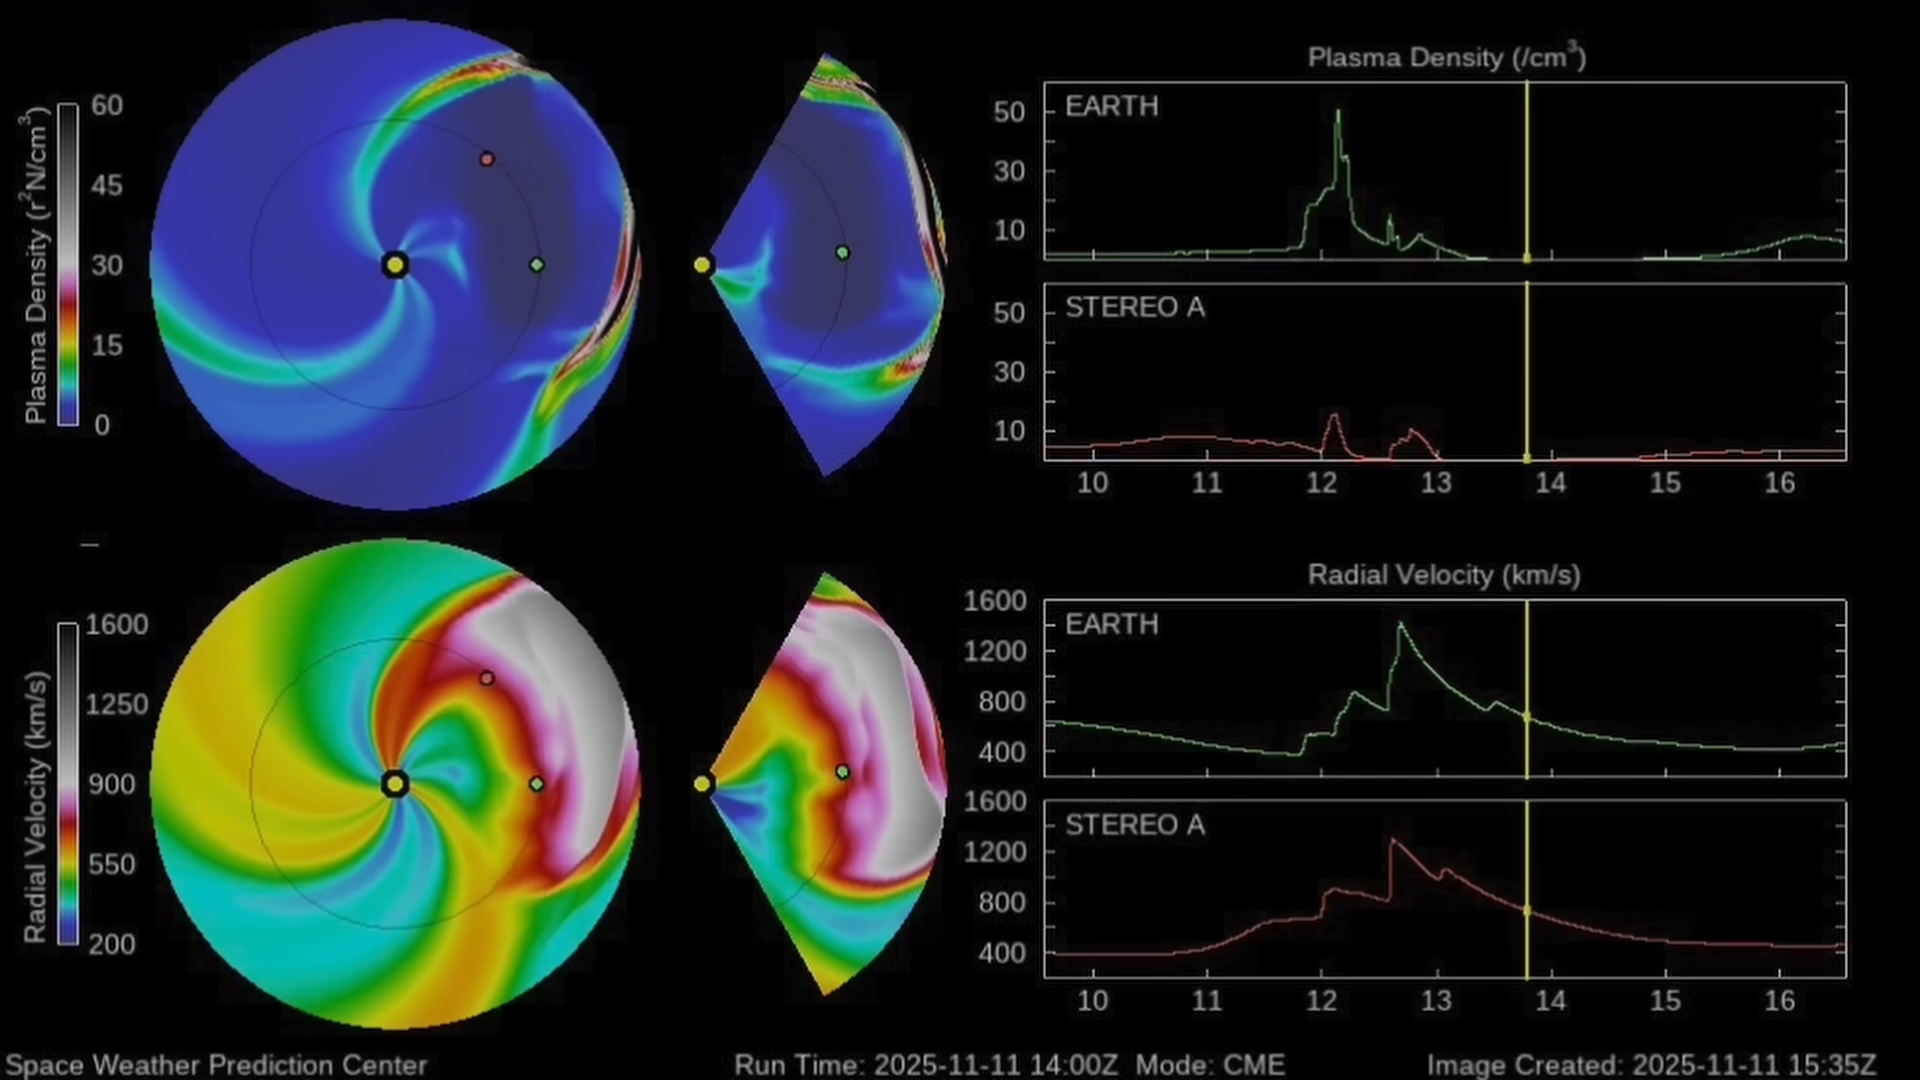 Plasma Density (r²N/cm³)
60
45
30
15
0
Plasma Density (/cm³)
EARTH
50
30
10
STEREO A
50
30
10
10 11 12 13 14 15 16
Radial Velocity (km/s)
1600
1250
900
550
200
Radial Velocity (km/s)
EARTH
1600
1200
800
400
STEREO A
1600
1200
800
400
10 11 12 13 14 15 16
Space Weather Prediction Center
Run Time: 2025-11-11 14:00Z Mode: CME
Image Created: 2025-11-11 15:35Z